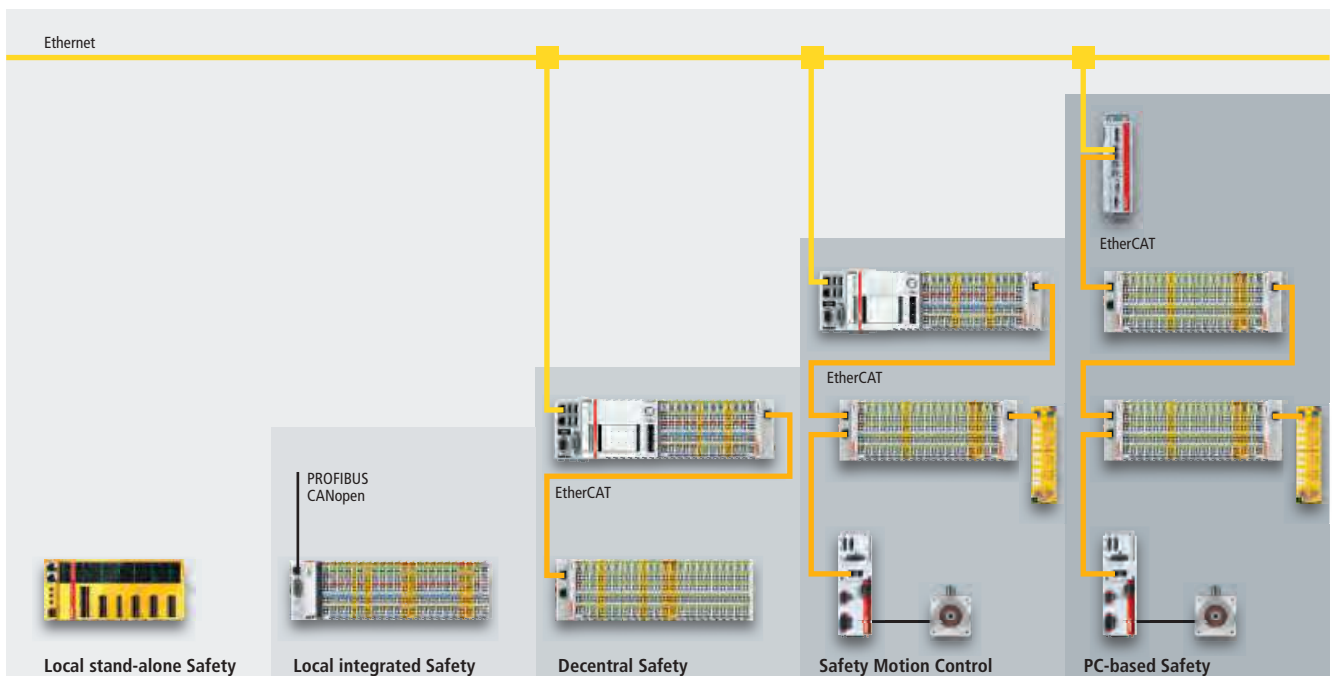 Ethernet
EtherCAT
EtherCAT
PROFIBUS
CANopen
EtherCAT
Local stand-alone Safety
Local integrated Safety
Decentral Safety
Safety Motion Control
PC-based Safety